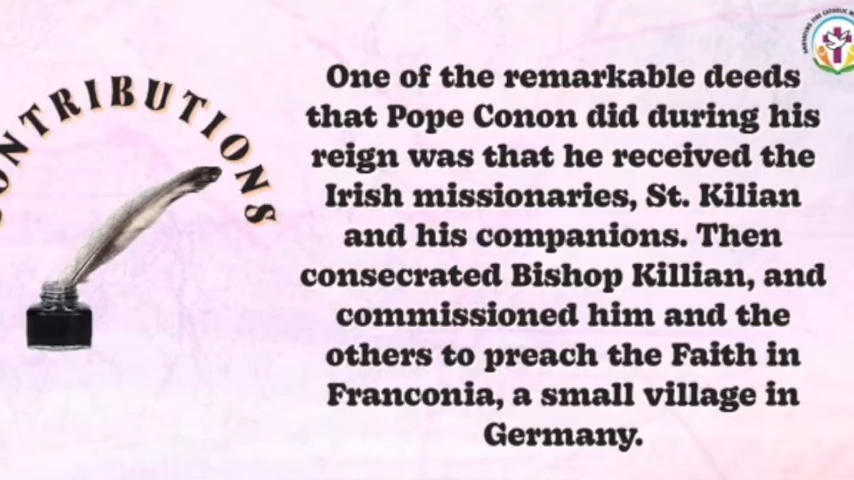 CONTRIBUTIONS
One of the remarkable deeds
that Pope Conon did during his
reign was that he received the
Irish missionaries, St. Kilian
and his companions. Then
consecrated Bishop Killian, and
commissioned him and the
others to preach the Faith in
Franconia, a small village in
Germany.